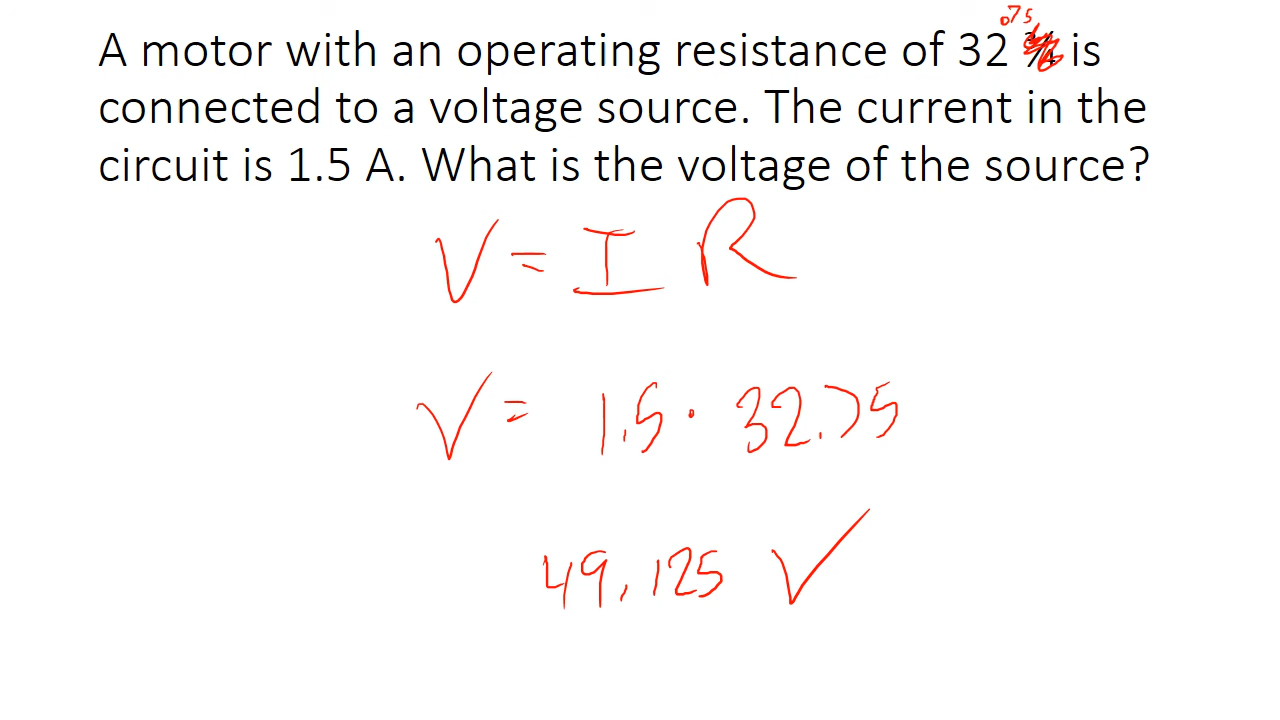 .75
A motor with an operating resistance of 32 ¾ is
connected to a voltage source. The current in the
circuit is 1.5 A. What is the voltage of the source?
V = I R
V = 1.5 · 32.75
49.125 V